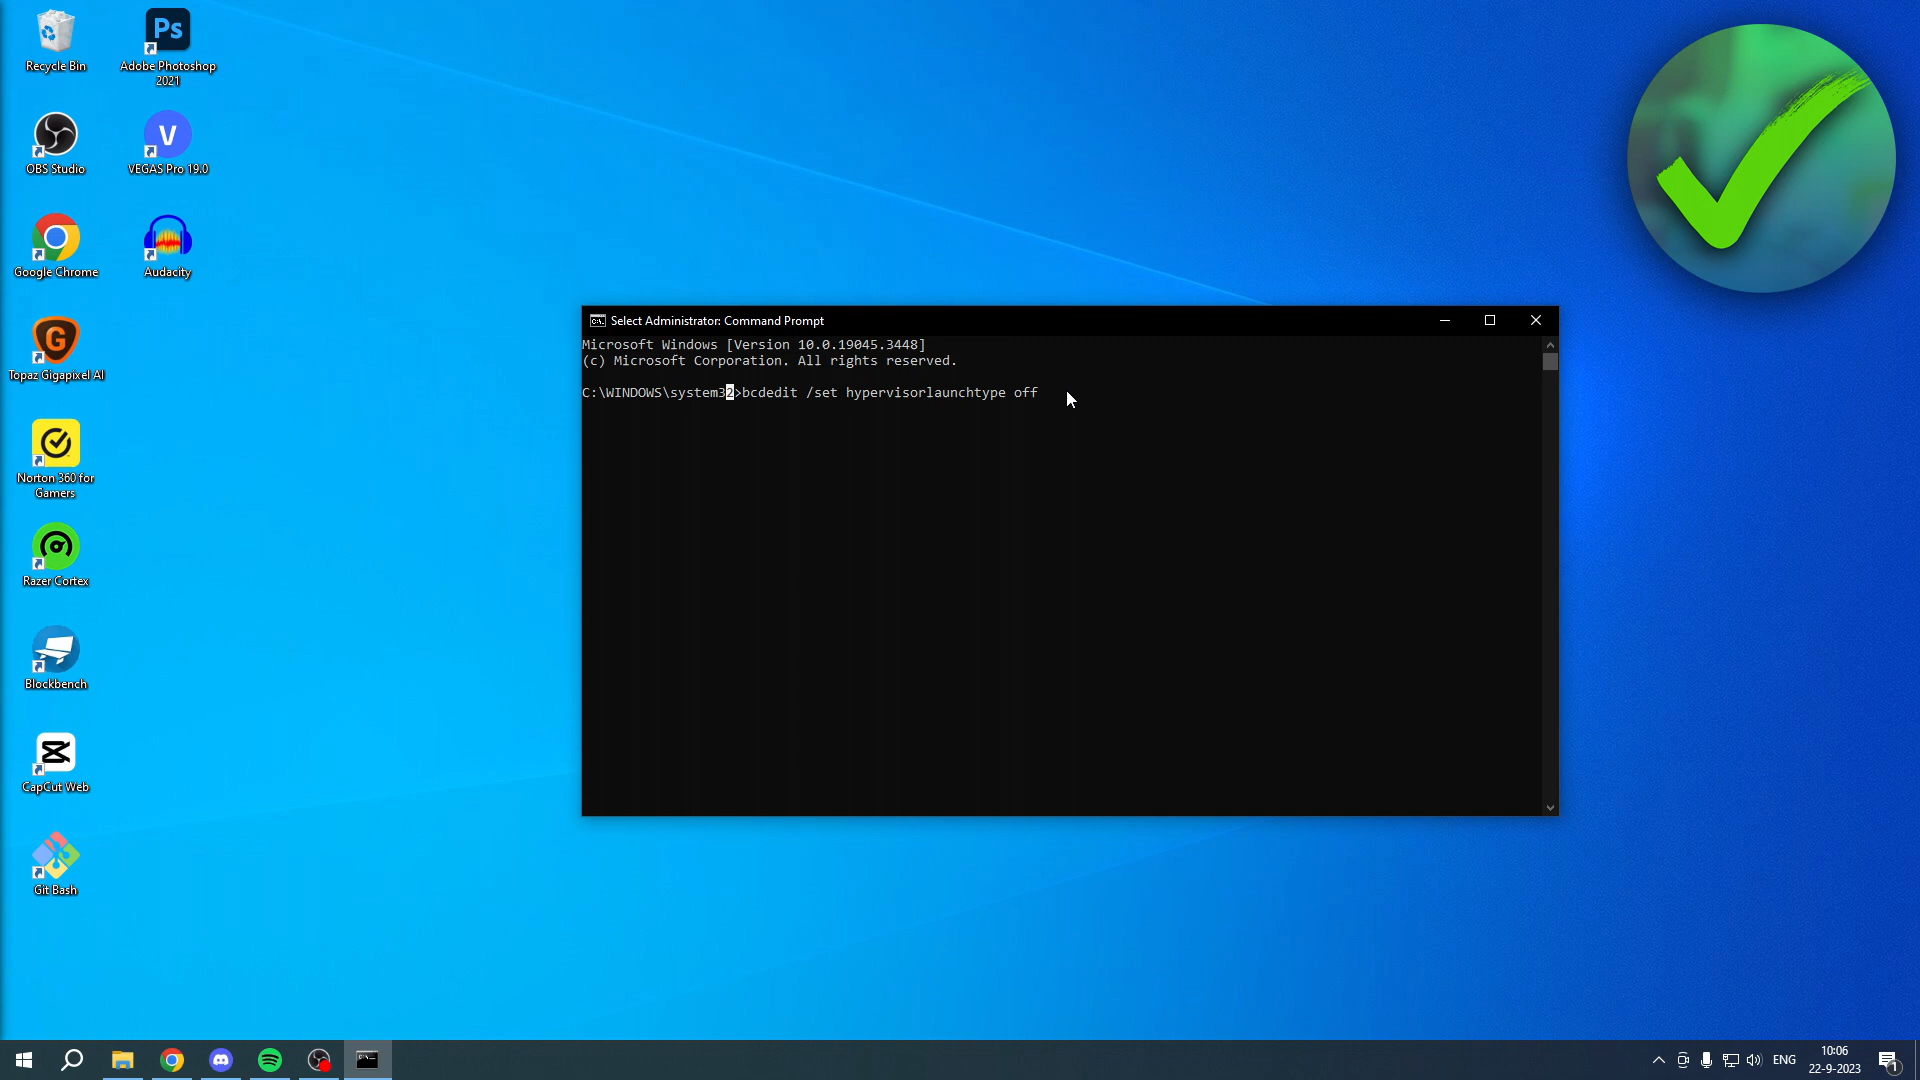 Recycle Bin
Ps
Adobe Photoshop
2021
OBS Studio
V
VEGAS Pro 19.0
Google Chrome
Audacity
G
Topaz Gigapixel AI
Norton 360 for
Gamers
Razer Cortex
Blockbench
CapCut Web
Git Bash
Select Administrator: Command Prompt
Microsoft Windows [Version 10.0.19045.3448]
(c) Microsoft Corporation. All rights reserved.
C:\WINDOWS\system32>bcdedit /set hypervisorlaunchtype off
ENG
10:06
22-9-2023
1